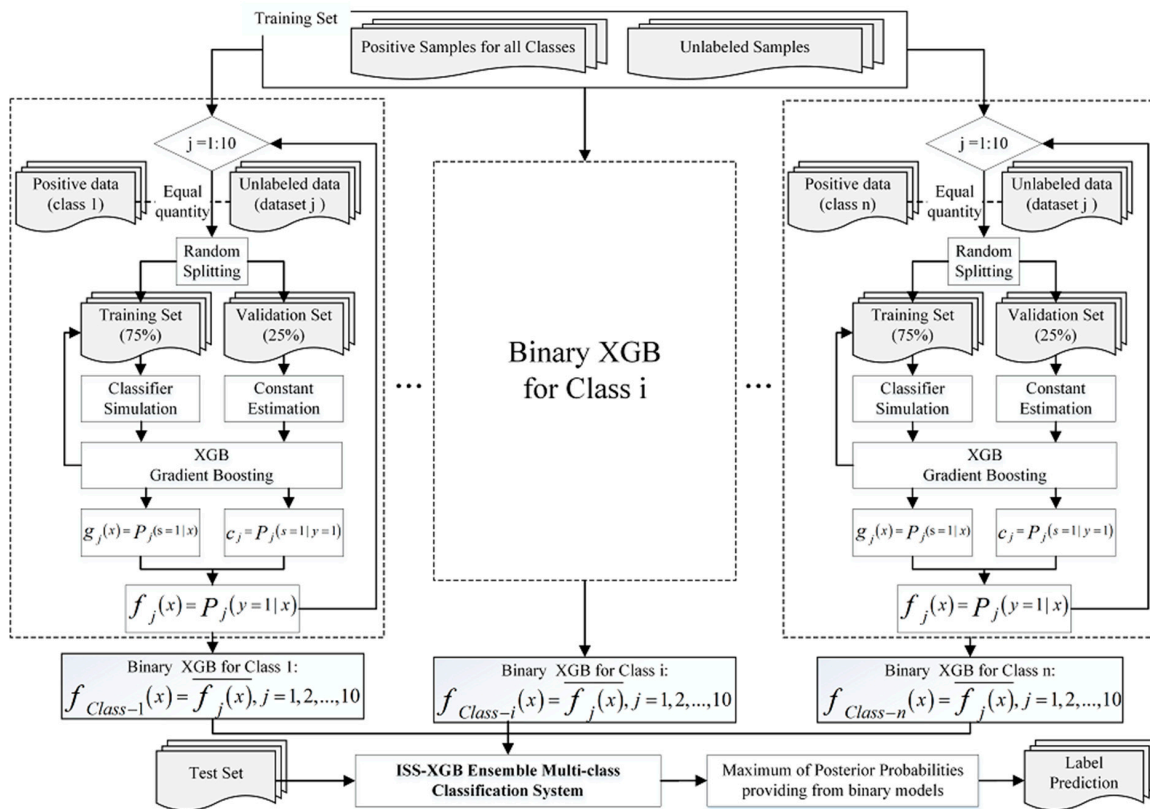 Training Set
Positive Samples for all Classes
Unlabeled Samples
j =1:10
Positive data
(class 1)
Equal
quantity
Unlabeled data
(dataset j )
Random
Splitting
Training Set
(75%)
Validation Set
(25%)
Classifier
Simulation
Constant
Estimation
XGB
Gradient Boosting
g_j(x) = P_j(s=1|x)
c_j = P_j(s=1|y=1)
f_j(x) = P_j(y=1|x)
...
Binary XGB
for Class i
...
j =1:10
Positive data
(class n)
Equal
quantity
Unlabeled data
(dataset j )
Random
Splitting
Training Set
(75%)
Validation Set
(25%)
Classifier
Simulation
Constant
Estimation
XGB
Gradient Boosting
g_j(x) = P_j(s=1|x)
c_j = P_j(s=1|y=1)
f_j(x) = P_j(y=1|x)
Binary XGB for Class 1:
f_Class-1(x) = \overline{f_j(x)}, j = 1,2,...,10
Binary XGB for Class i:
f_Class-i(x) = \overline{f_j(x)}, j = 1,2,...,10
Binary XGB for Class n:
f_Class-n(x) = \overline{f_j(x)}, j = 1,2,...,10
Test Set
ISS-XGB Ensemble Multi-class
Classification System
Maximum of Posterior Probabilities
providing from binary models
Label
Prediction